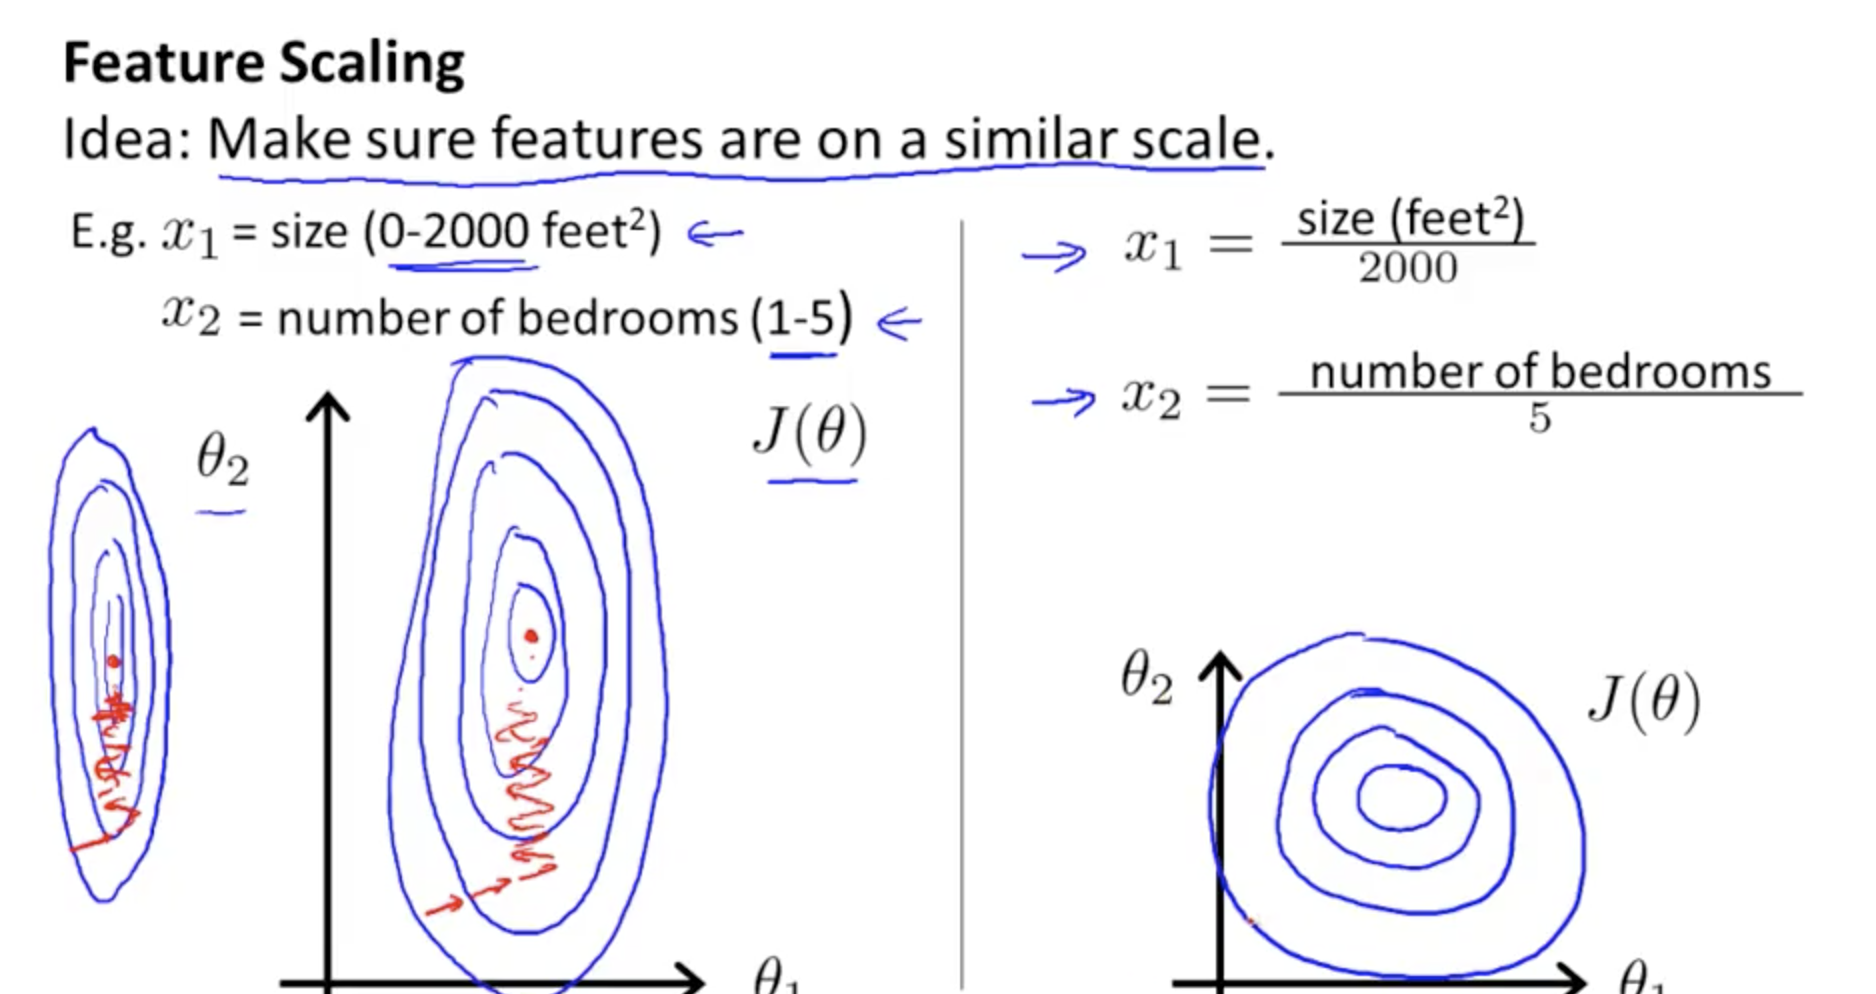 Feature Scaling
Idea: Make sure features are on a similar scale.
E.g. x₁ = size (0-2000 feet²)
x₂ = number of bedrooms (1-5)
θ₂
J(θ)
θ₁
x₁ = size (feet²) / 2000
x₂ = number of bedrooms / 5
θ₂
J(θ)
θ₁